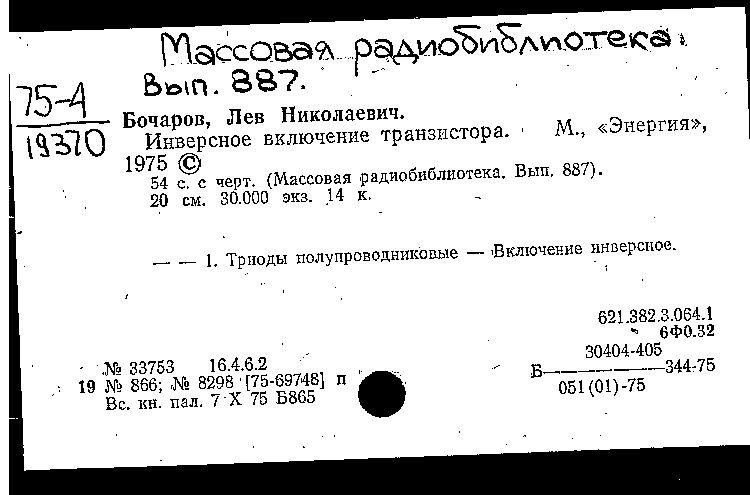 Массовая радиобиблиотека.
Вып. 887.
75-4
19370
Бочаров, Лев Николаевич.
Инверсное включение транзистора. М., «Энергия»,
1975 ©
54 с. с черт. (Массовая радиобиблиотека. Вып. 887).
20 см. 30.000 экз. 14 к.
— — 1. Триоды полупроводниковые — Включение инверсное.
621.382.3.064.1
6Ф0.32
№ 33753 16.4.6.2
19 № 866; № 8298 [75-69748] п
Вс. кн. пал. 7 X 75 Б865
30404-405
Б————344-75
051(01)-75